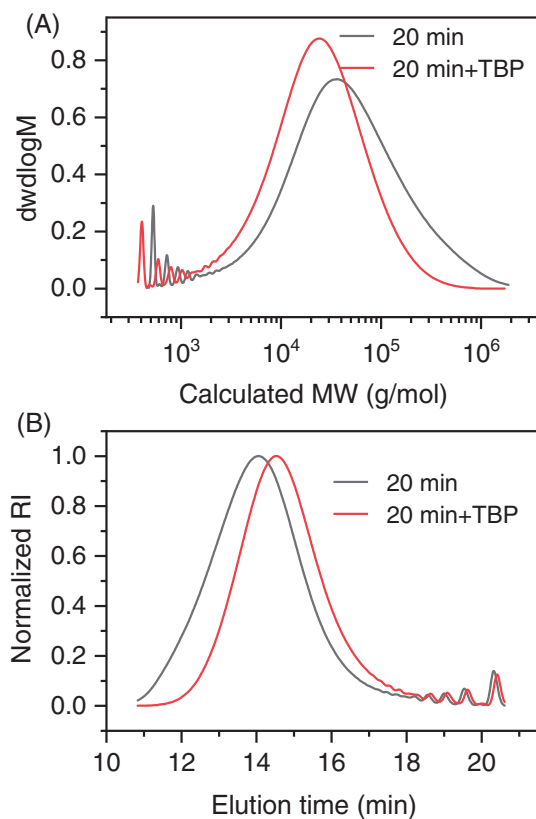 (A)
20 min
20 min+TBP
dwdlogM
0.8
0.6
0.4
0.2
0.0
10³ 10⁴ 10⁵ 10⁶
Calculated MW (g/mol)
(B)
20 min
20 min+TBP
Normalized RI
1.0
0.8
0.6
0.4
0.2
0.0
10 12 14 16 18 20
Elution time (min)